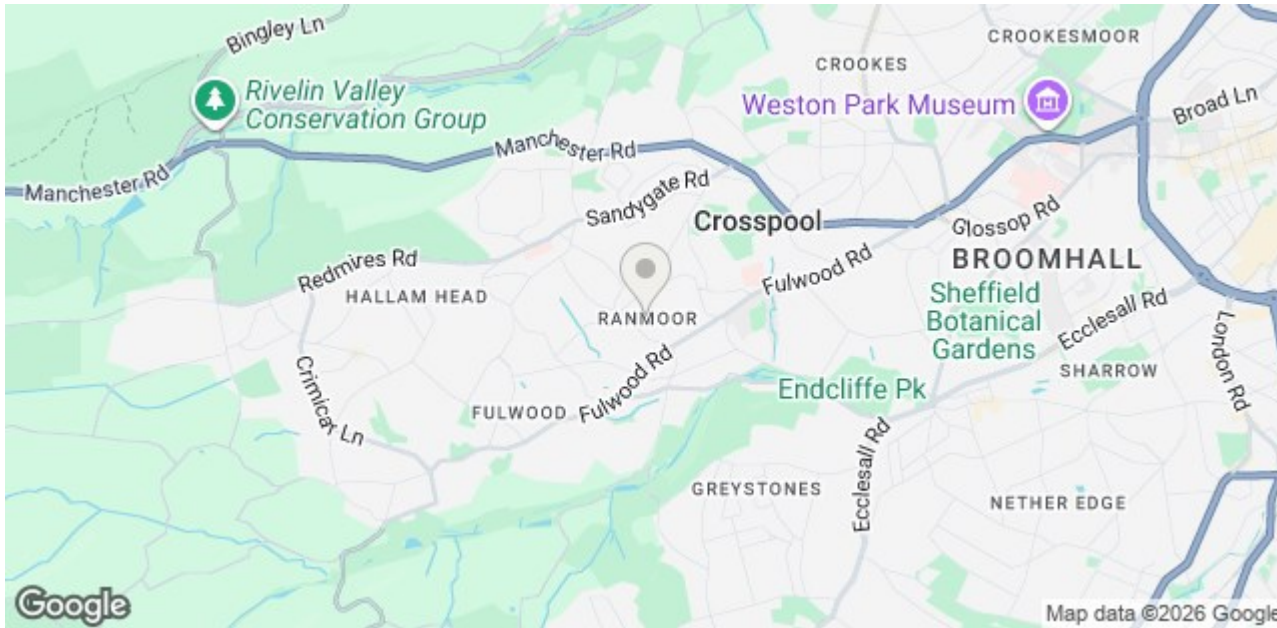 Bingley Ln
CROOKESMOOR
CROOKES
Rivelin Valley
Conservation Group
Weston Park Museum
Broad Ln
Manchester Rd
Manchester Rd
Sandygate Rd
Crosspool
Glossop Rd
Redmires Rd
Fulwood Rd
BROOMHALL
HALLAM HEAD
RANMOOR
Sheffield
Botanical
Gardens
Ecclesall Rd
London Rd
Crimicar Ln
Fulwood Rd
Endcliffe Pk
SHARROW
FULWOOD
Ecclesall Rd
GREYSTONES
NETHER EDGE
Google
Map data ©2026 Google